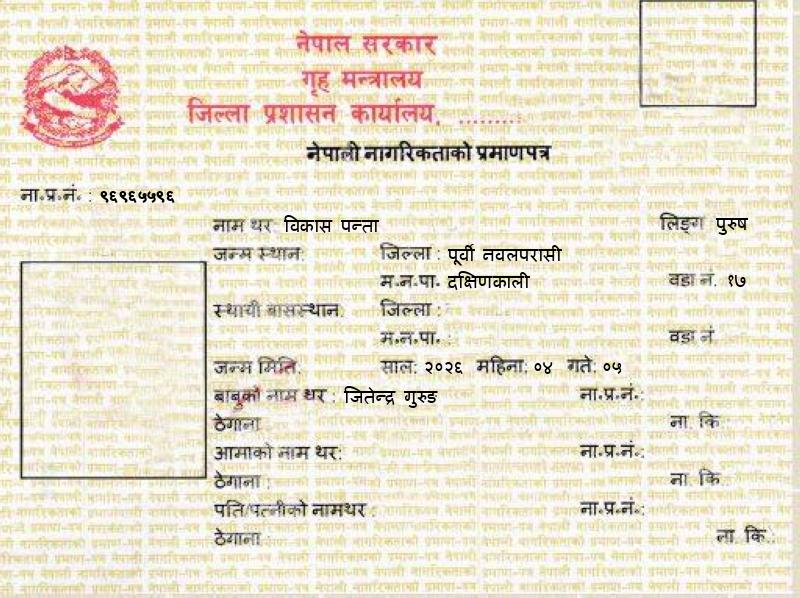 नेपाल सरकार
गृह मन्त्रालय
जिल्ला प्रशासन कार्यालय, .........
नेपाली नागरिकताको प्रमाणपत्र
ना.प्र.नं. : ९६९६५५९६
नाम थर: विकास पन्ता लिङ्ग पुरुष
जन्म स्थान: जिल्ला : पूर्वी नवलपरासी
म.न.पा. दक्षिणकाली वडा नं. १७
स्थायी बासस्थान: जिल्ला :
म.न.पा. : वडा नं.
जन्म मिति: साल: २०२६ महिना: ०४ गते: ०५
बाबुको नाम थर : जितेन्द्र गुरुङ ना.प्र.नं.:
ठेगाना: ना. कि.:
आमाको नाम थर: ना.प्र.नं.:
ठेगाना : ना. कि.
पति/पत्नीको नामथर : ना.प्र.नं.:
ठेगाना : ना. कि.: